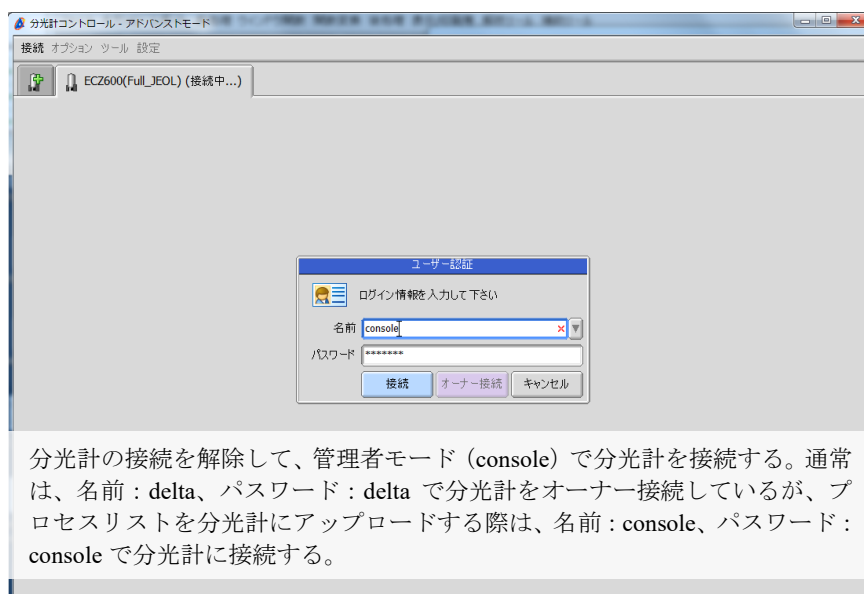 分光計コントロール - アドバンストモード
接続 オプション ツール 設定
ECZ600(Full_JEOL) (接続中...)
ユーザー認証
ログイン情報を入力して下さい
名前 console
パスワード *******
接続 オーナー接続 キャンセル
分光計の接続を解除して、管理者モード（console）で分光計を接続する。通常
は、名前：delta、パスワード：delta で分光計をオーナー接続しているが、プ
ロセスリストを分光計にアップロードする際は、名前：console、パスワード：
console で分光計に接続する。